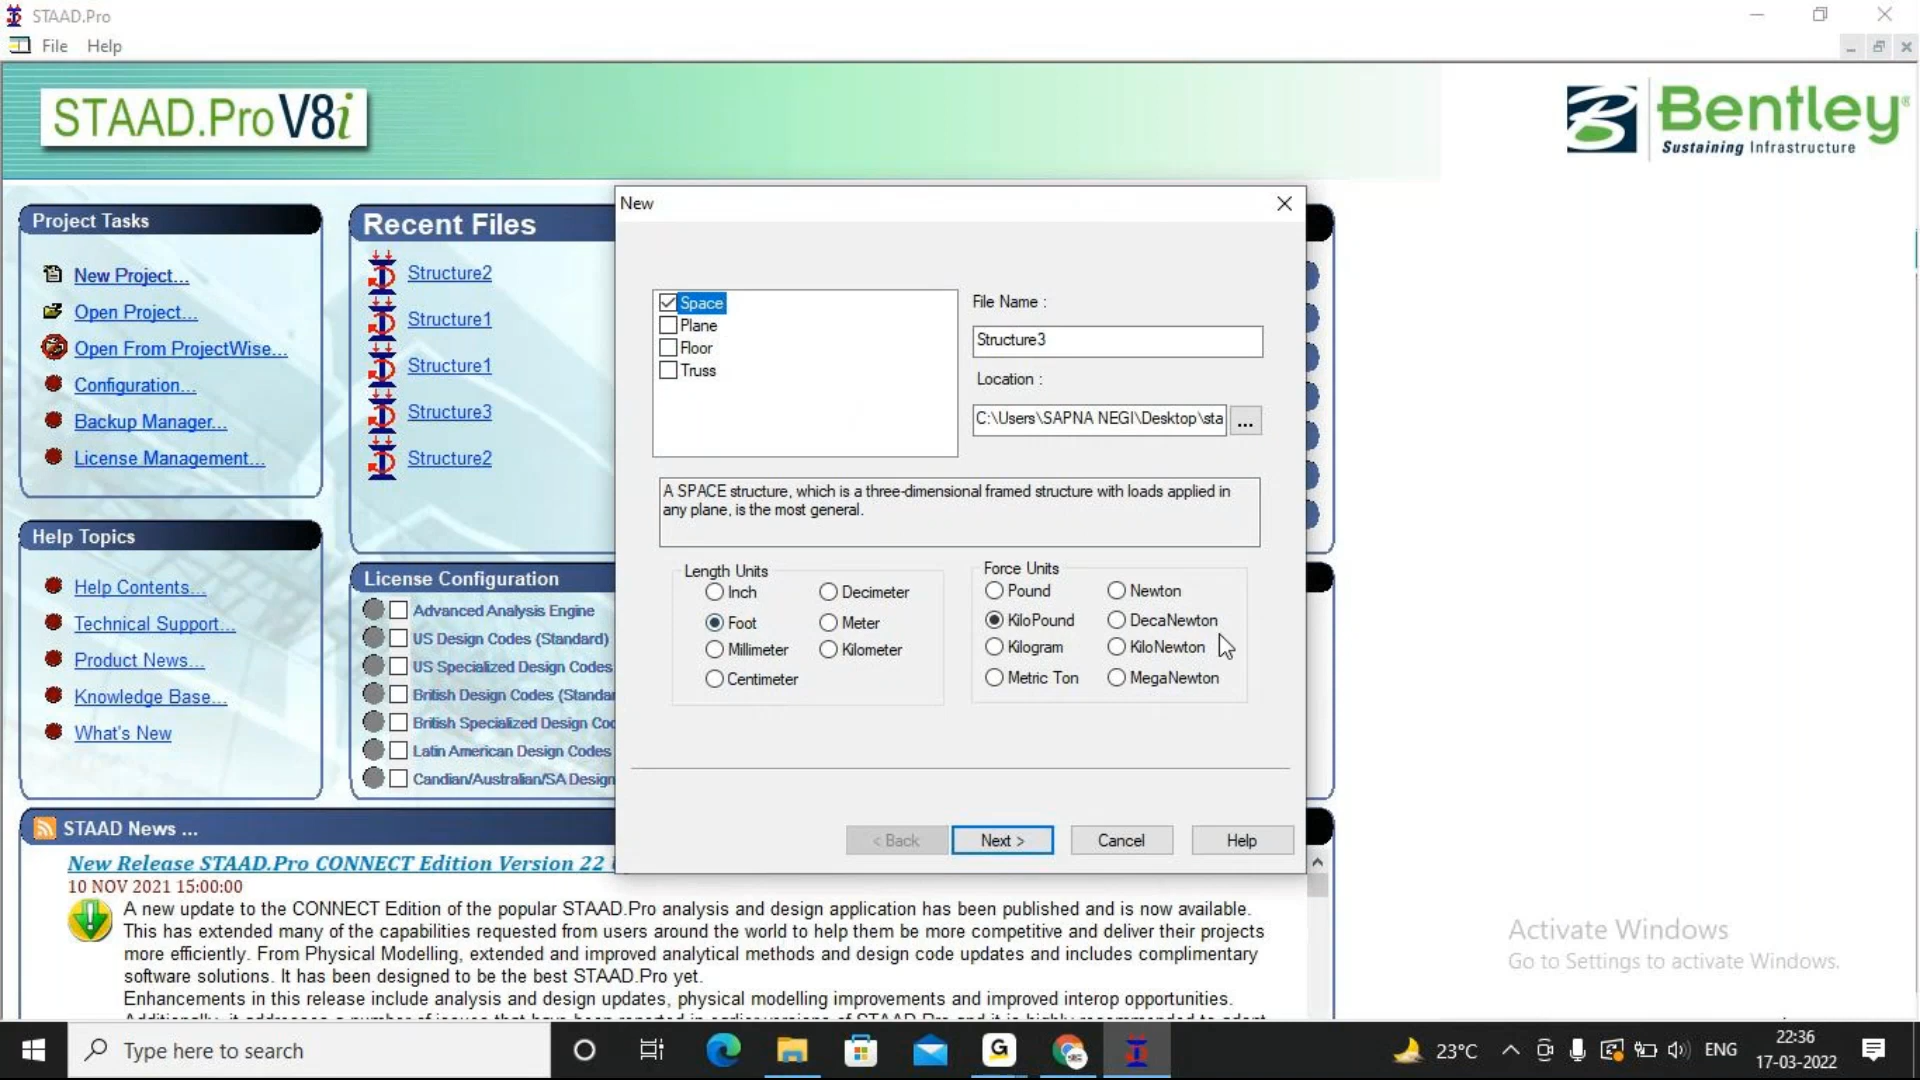 STAAD.Pro
File Help
STAAD.Pro V8i
Bentley®
Sustaining Infrastructure
Project Tasks
New Project...
Open Project...
Open From ProjectWise...
Configuration...
Backup Manager...
License Management...
Help Topics
Help Contents...
Technical Support...
Product News...
Knowledge Base...
What's New
Recent Files
Structure2
Structure1
Structure1
Structure3
Structure2
License Configuration
Advanced Analysis Engine
US Design Codes (Standard)
US Specialized Design Codes
British Design Codes (Standar
British Specialized Design Cod
Latin American Design Codes
Candian/Australian/SA Design
New
Space
Plane
Floor
Truss
File Name :
Structure3
Location :
C:\Users\SAPNA NEGI\Desktop\sta
...
A SPACE structure, which is a three-dimensional framed structure with loads applied in
any plane, is the most general.
Length Units
Inch
Decimeter
Foot
Meter
Millimeter
Kilometer
Centimeter
Force Units
Pound
Newton
KiloPound
DecaNewton
Kilogram
KiloNewton
Metric Ton
MegaNewton
< Back
Next >
Cancel
Help
STAAD News ...
New Release STAAD.Pro CONNECT Edition Version 22
10 NOV 2021 15:00:00
A new update to the CONNECT Edition of the popular STAAD.Pro analysis and design application has been published and is now available.
This has extended many of the capabilities requested from users around the world to help them be more competitive and deliver their projects
more efficiently. From Physical Modelling, extended and improved analytical methods and design code updates and includes complimentary
software solutions. It has been designed to be the best STAAD.Pro yet.
Enhancements in this release include analysis and design updates, physical modelling improvements and improved interop opportunities.
Activate Windows
Go to Settings to activate Windows.
Type here to search
23°C
ENG
22:36
17-03-2022